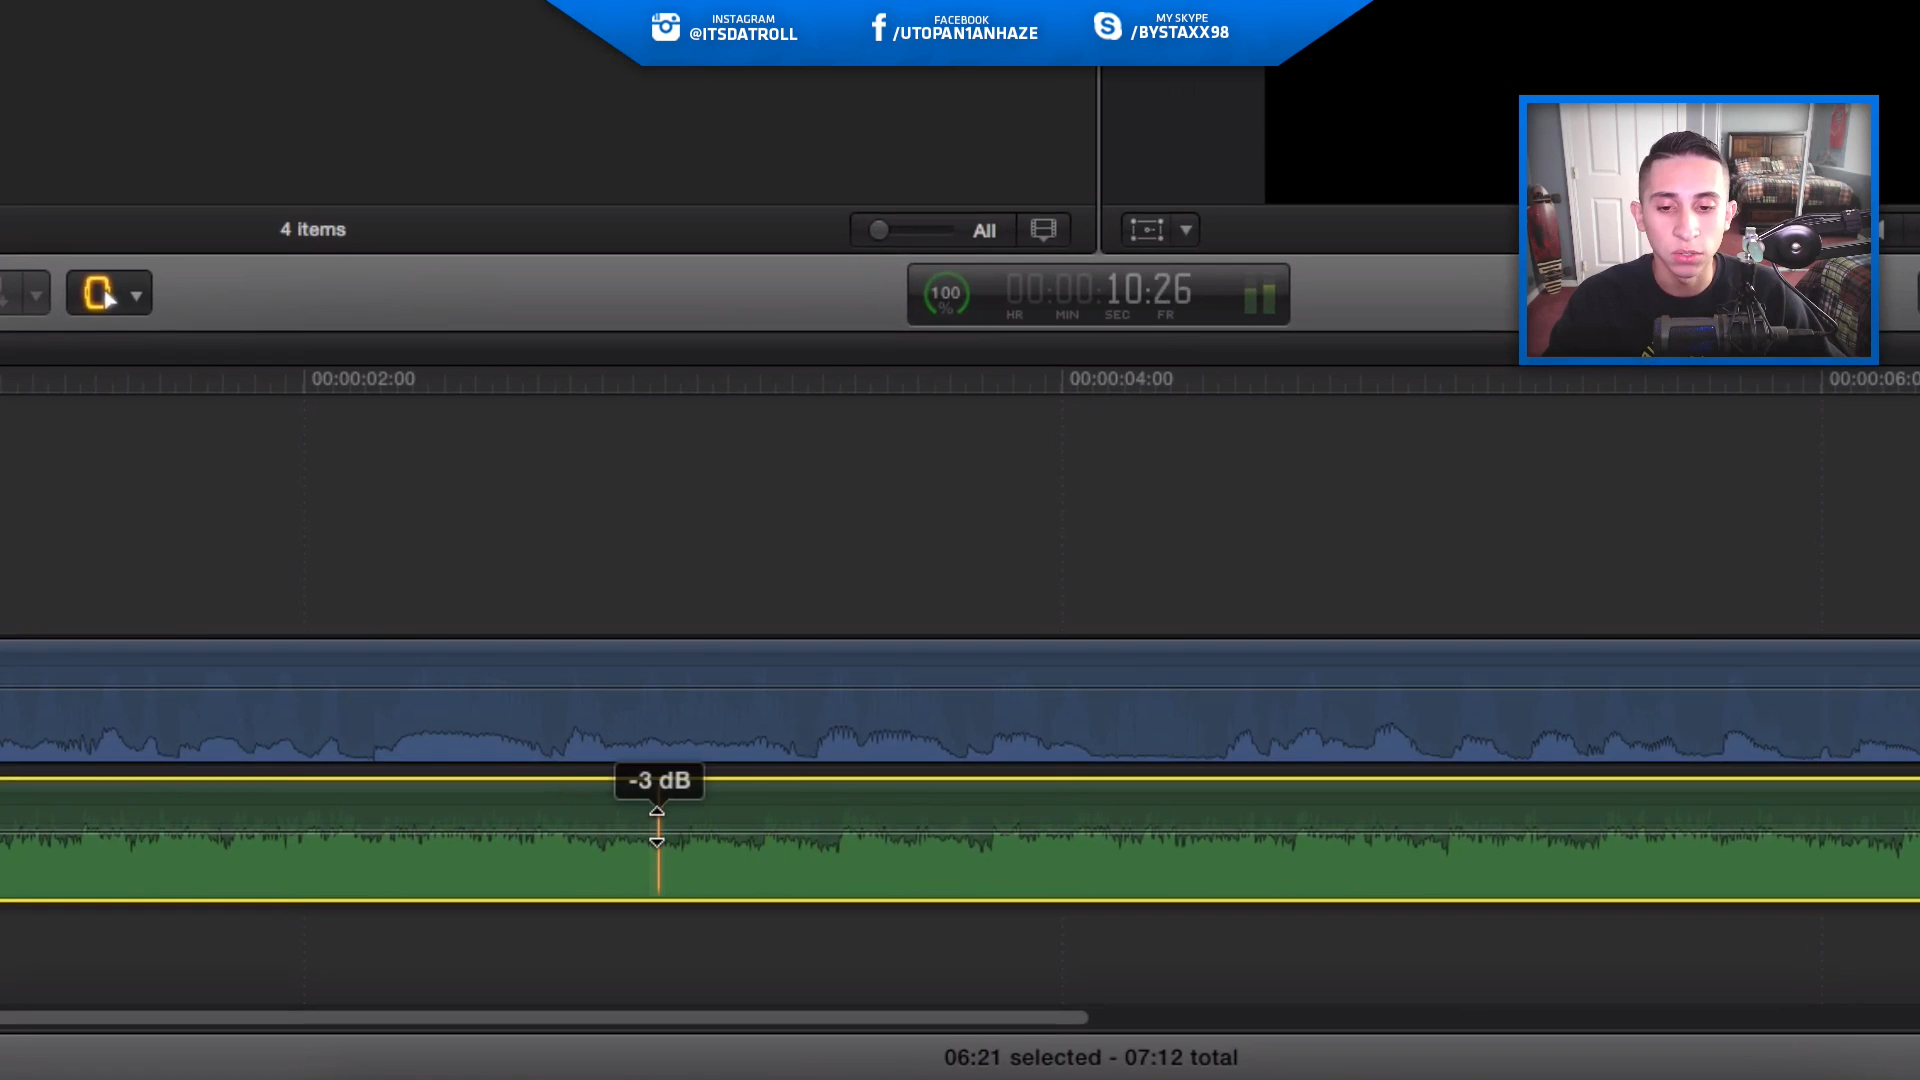 INSTAGRAM
@ITSDATROLL
FACEBOOK
/UTOPAN1ANHAZE
MY SKYPE
/BYSTAXX98
4 items
All
100
%
00:00:10:26
HR MIN SEC FR
00:00:02:00
00:00:04:00
00:00:06:0
-3 dB
06:21 selected - 07:12 total